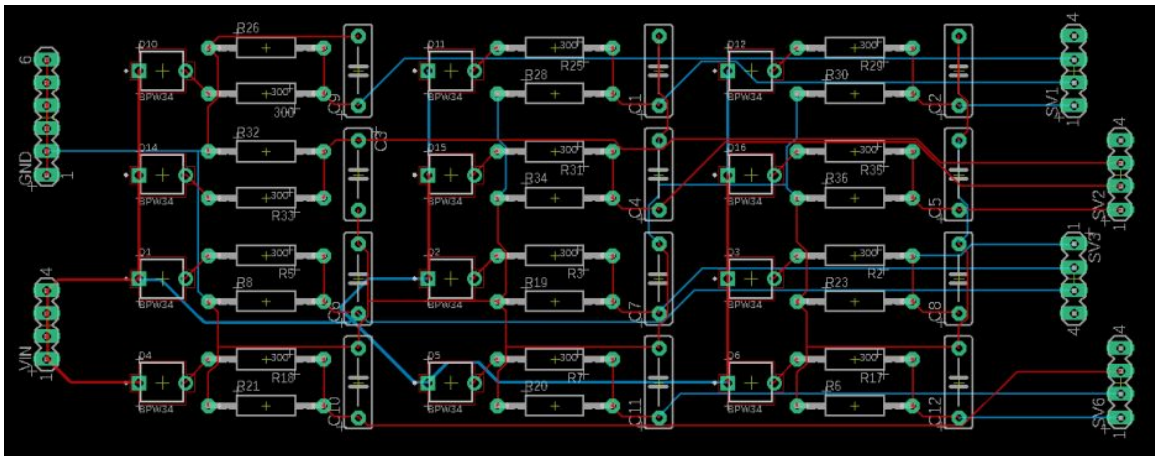 R26
D10
300
R25
D11
300
R29
D12
4
6
BPW34
300
300
C9
BPW34
R28
C1
BPW34
R30
C2
SV1
1
R32
C3
4
GND
1
D14
BPW34
R33
D15
BPW34
R31
R34
C4
D16
BPW34
R35
R36
C5
SV2
1
D1
300
R5
D2
300
R3
D3
300
R2
1
SV3
4
BPW34
R8
BPW34
R19
C7
BPW34
R23
C8
4
VIN
1
4
D4
300
R18
D5
300
R7
D6
300
R17
BPW34
R21
C10
BPW34
R20
C11
BPW34
R6
C12
SV6
1